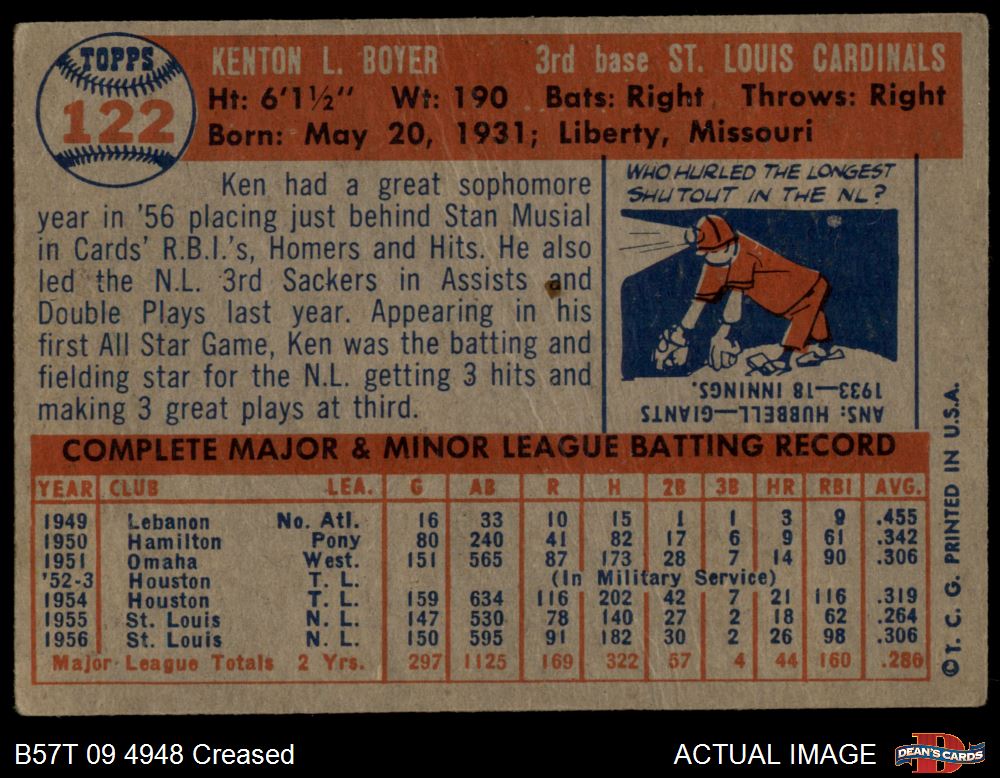 TOPPS
122
KENTON L. BOYER 3rd base ST. LOUIS CARDINALS
Ht: 6'1½" Wt: 190 Bats: Right Throws: Right
Born: May 20, 1931; Liberty, Missouri
Ken had a great sophomore
year in '56 placing just behind Stan Musial
in Cards' R.B.I.'s, Homers and Hits. He also
led the N.L. 3rd Sackers in Assists and
Double Plays last year. Appearing in his
first All Star Game, Ken was the batting and
fielding star for the N.L. getting 3 hits and
making 3 great plays at third.
WHO HURLED THE LONGEST
SHUTOUT IN THE NL?
ANS: HUBBELL—GIANTS
1933—18 INNINGS.
COMPLETE MAJOR & MINOR LEAGUE BATTING RECORD
YEAR CLUB LEA. G AB R H 2B 3B HR RBI AVG.
1949 Lebanon No. Atl. 16 33 10 15 1 1 3 9 .455
1950 Hamilton Pony 80 240 41 82 17 6 9 61 .342
1951 Omaha West. 151 565 87 173 28 7 14 90 .306
'52-3 Houston T. L. (In Military Service)
1954 Houston T. L. 159 634 116 202 42 7 21 116 .319
1955 St. Louis N. L. 147 530 78 140 27 2 18 62 .264
1956 St. Louis N. L. 150 595 91 182 30 2 26 98 .306
Major League Totals 2 Yrs. 297 1125 169 322 57 4 44 160 .286
© T. C. G. PRINTED IN U.S.A.
B57T 09 4948 Creased
ACTUAL IMAGE
DEAN'S CARDS